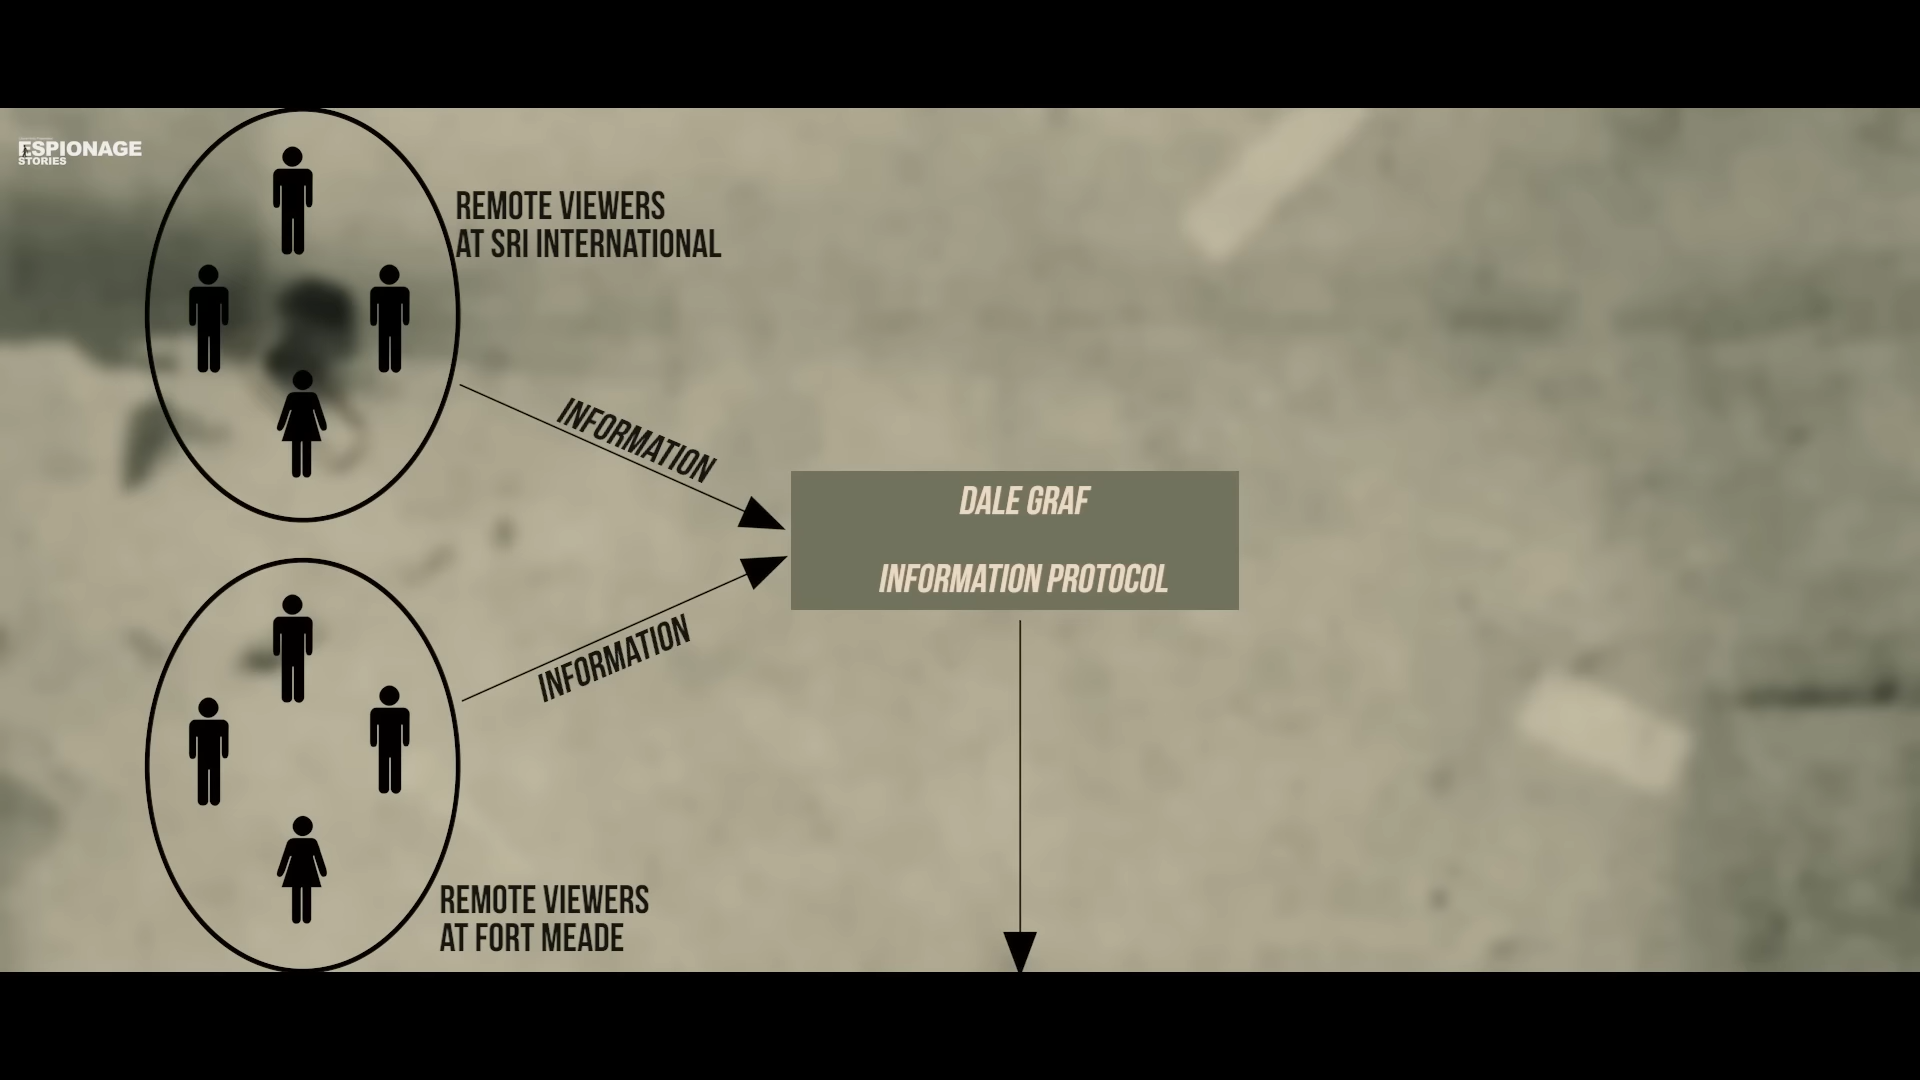 ESPIONAGE
STORIES
REMOTE VIEWERS
AT SRI INTERNATIONAL
INFORMATION
DALE GRAF
INFORMATION PROTOCOL
INFORMATION
REMOTE VIEWERS
AT FORT MEADE